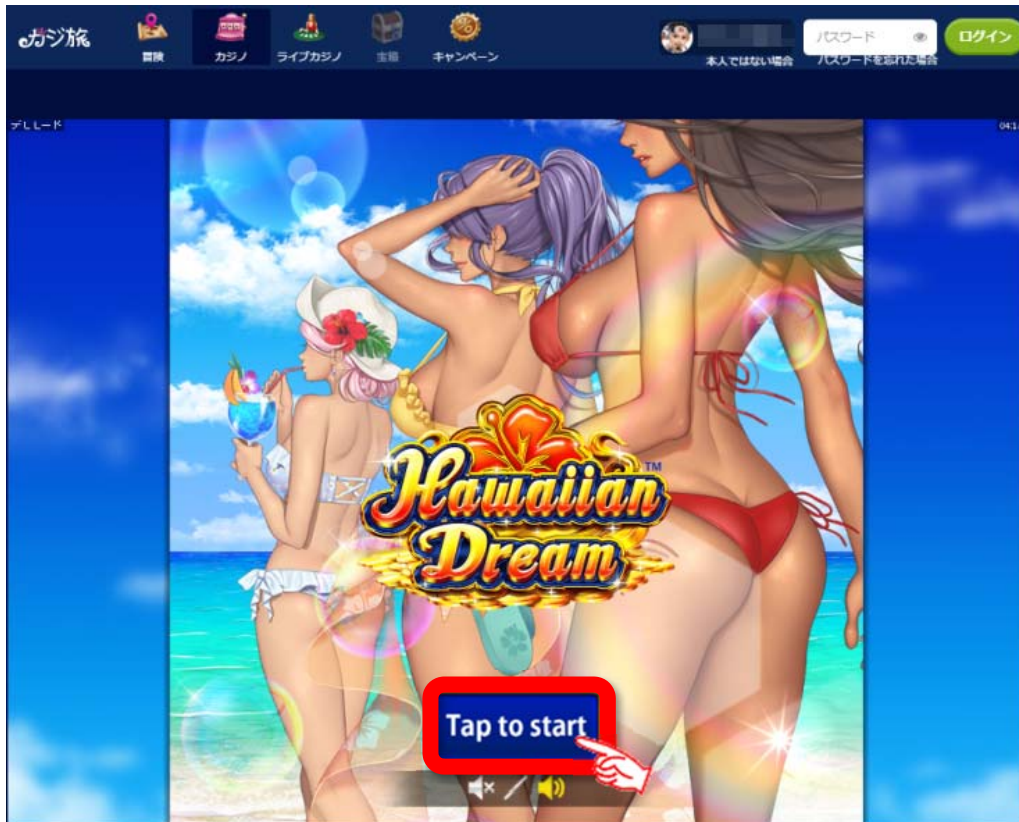 カジ旅
冒険
カジノ
ライブカジノ
宝箱
キャンペーン
本人ではない場合
パスワード
パスワードを忘れた場合
ログイン
Hawaiian
Dream
TM
Tap to start